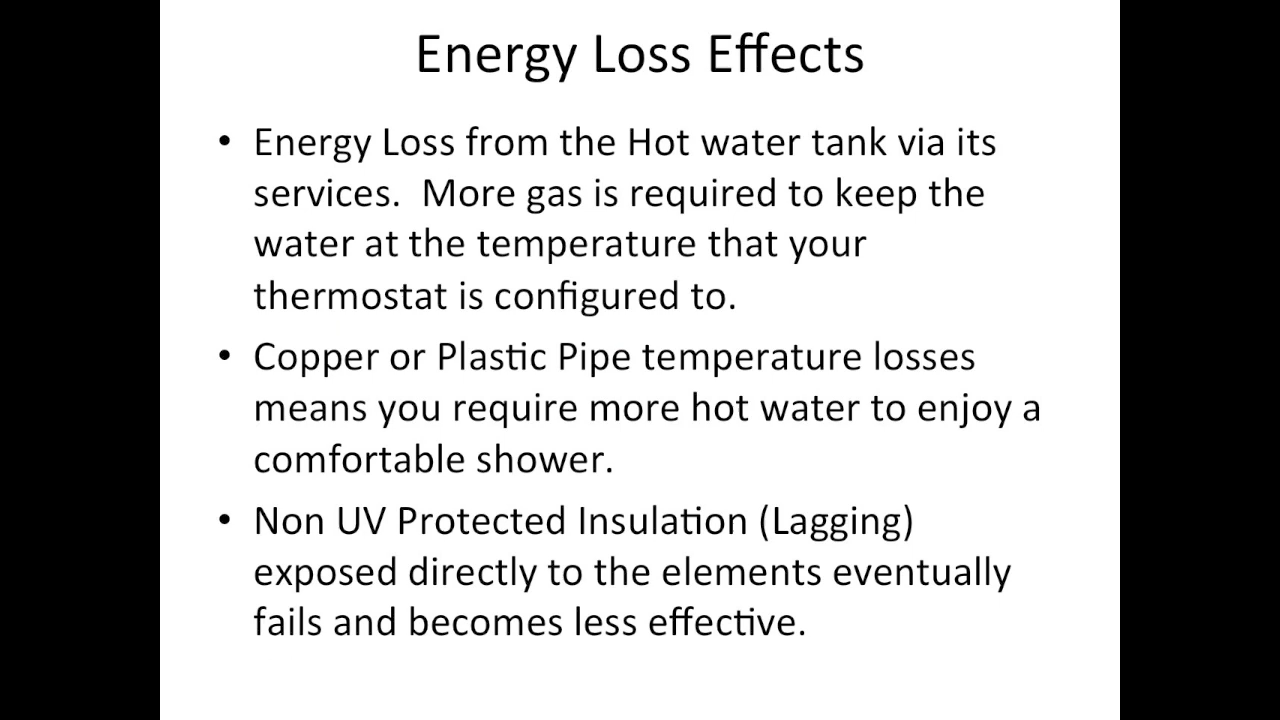 Energy Loss Effects
• Energy Loss from the Hot water tank via its
services.  More gas is required to keep the
water at the temperature that your
thermostat is configured to.
• Copper or Plastic Pipe temperature losses
means you require more hot water to enjoy a
comfortable shower.
• Non UV Protected Insulation (Lagging)
exposed directly to the elements eventually
fails and becomes less effective.